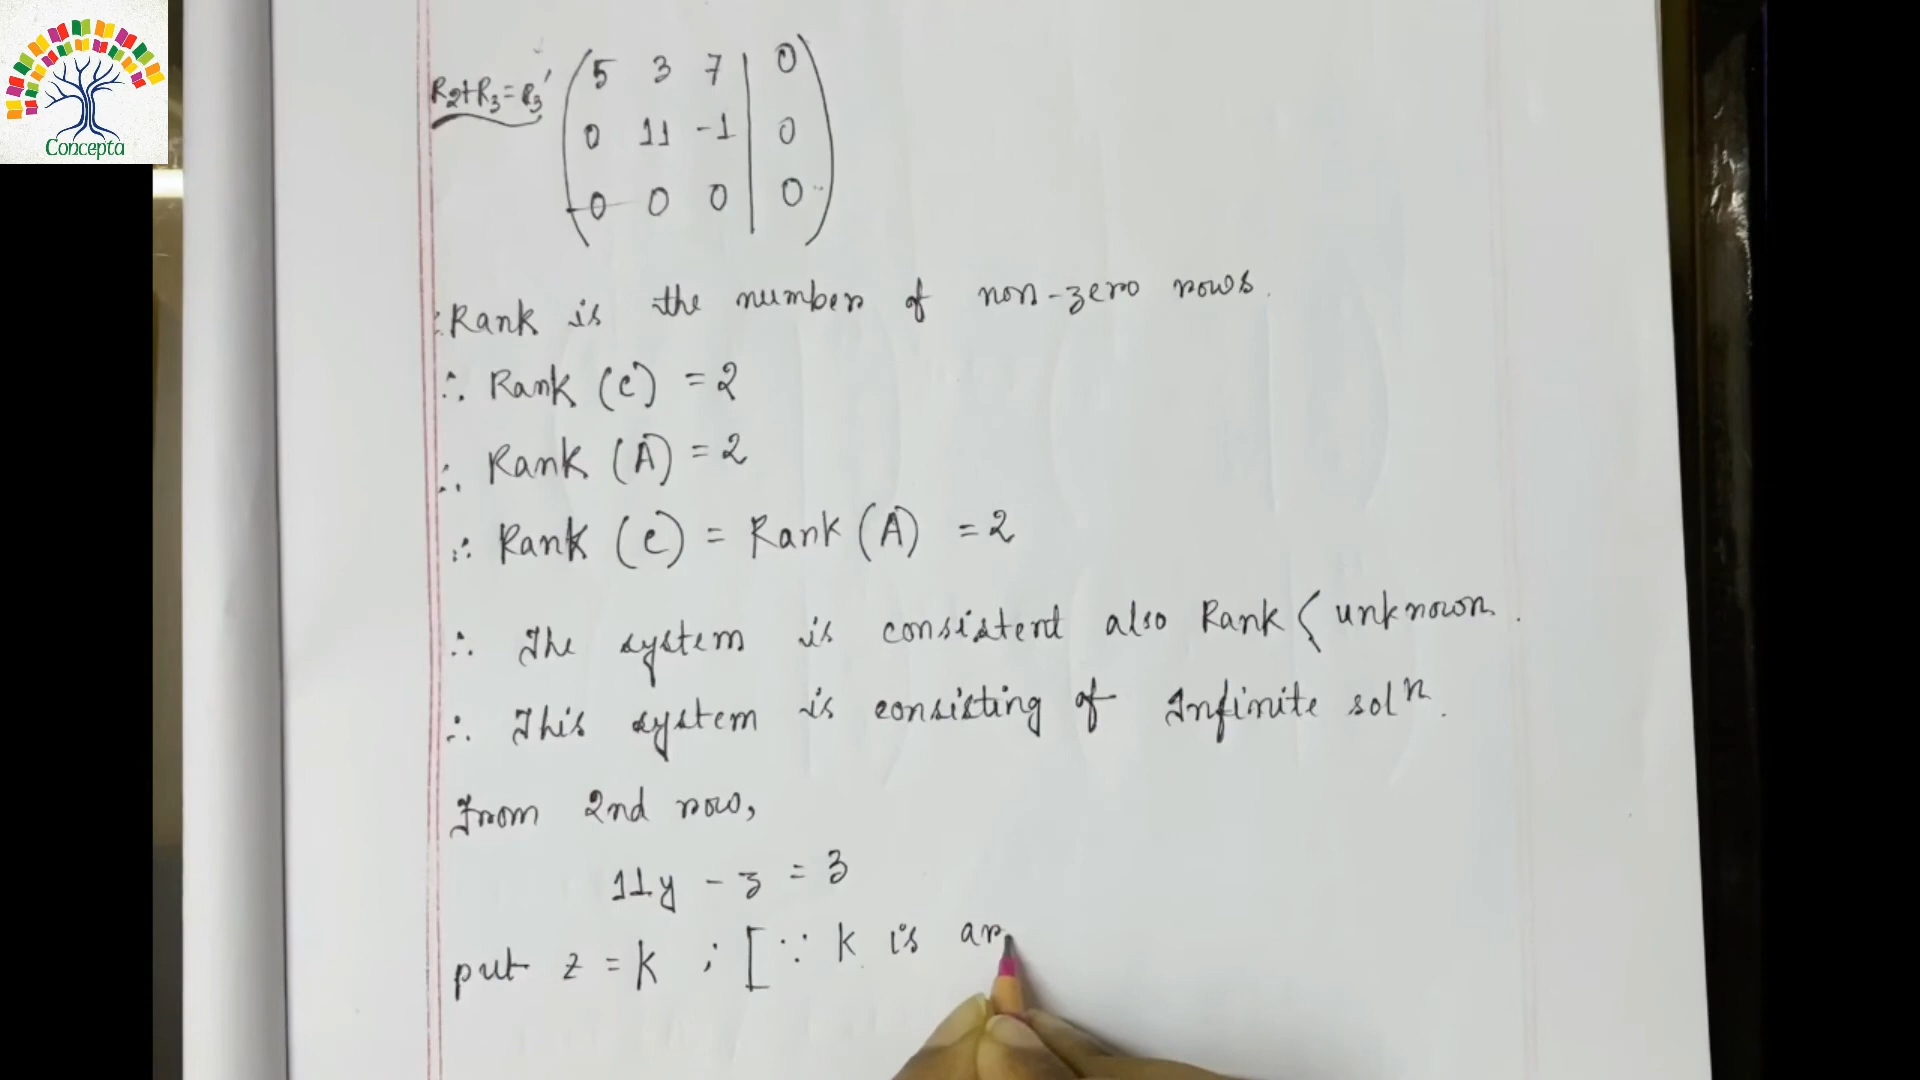 Concepta
R2+R3=R3'
5 3 7 | 0
0 11 -1 | 0
0 0 0 | 0
∴ Rank is the number of non-zero rows.
∴ Rank (C) = 2
∴ Rank (A) = 2
∴ Rank (C) = Rank (A) = 2
∴ The system is consistent also Rank < unknown.
∴ This system is consisting of Infinite solⁿ.
From 2nd row,
11y - z = 3
put z = k ; [∵ k is ar